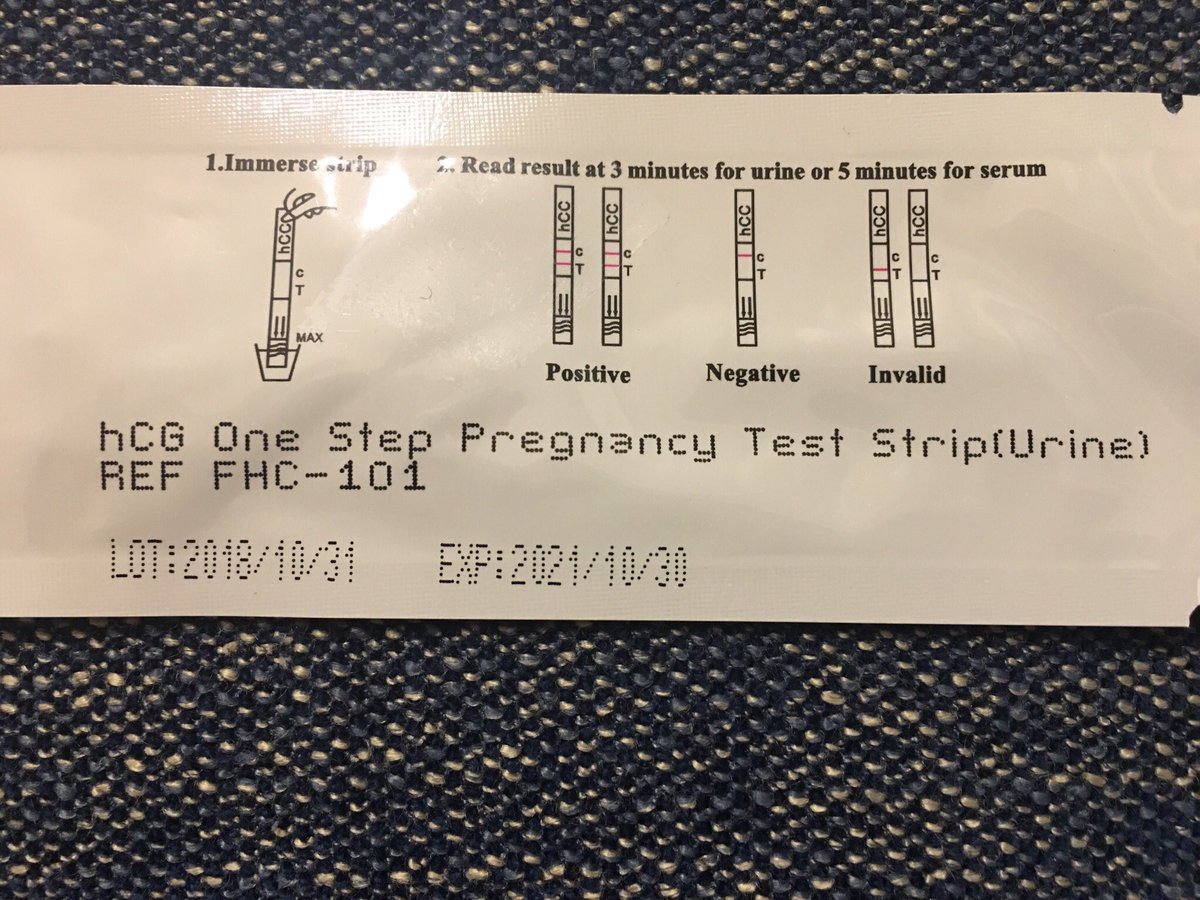 1.Immerse strip
2. Read result at 3 minutes for urine or 5 minutes for serum
hCG
C
T
MAX
hCG
C
T
hCG
C
T
hCG
C
T
hCG
C
T
hCG
C
T
Positive
Negative
Invalid
hCG One Step Pregnancy Test Strip(Urine)
REF FHC-101
LOT:2018/10/31
EXP:2021/10/30